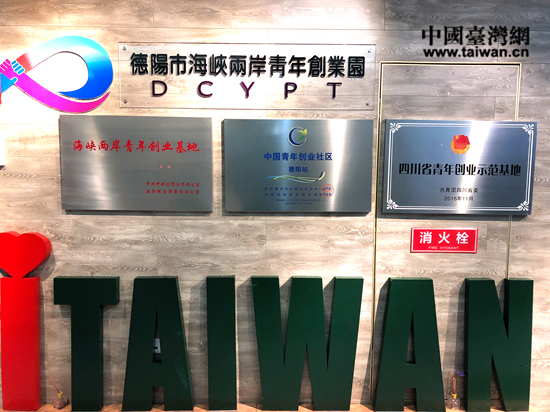 中國臺灣網
www.taiwan.cn
德陽市海峽兩岸青年創業園
DCYPT
海峡两岸青年创业基地
中国青年创业社区
德阳站
四川省青年创业示范基地
共青团四川省委
2016年11月
消火栓
i TAIWAN